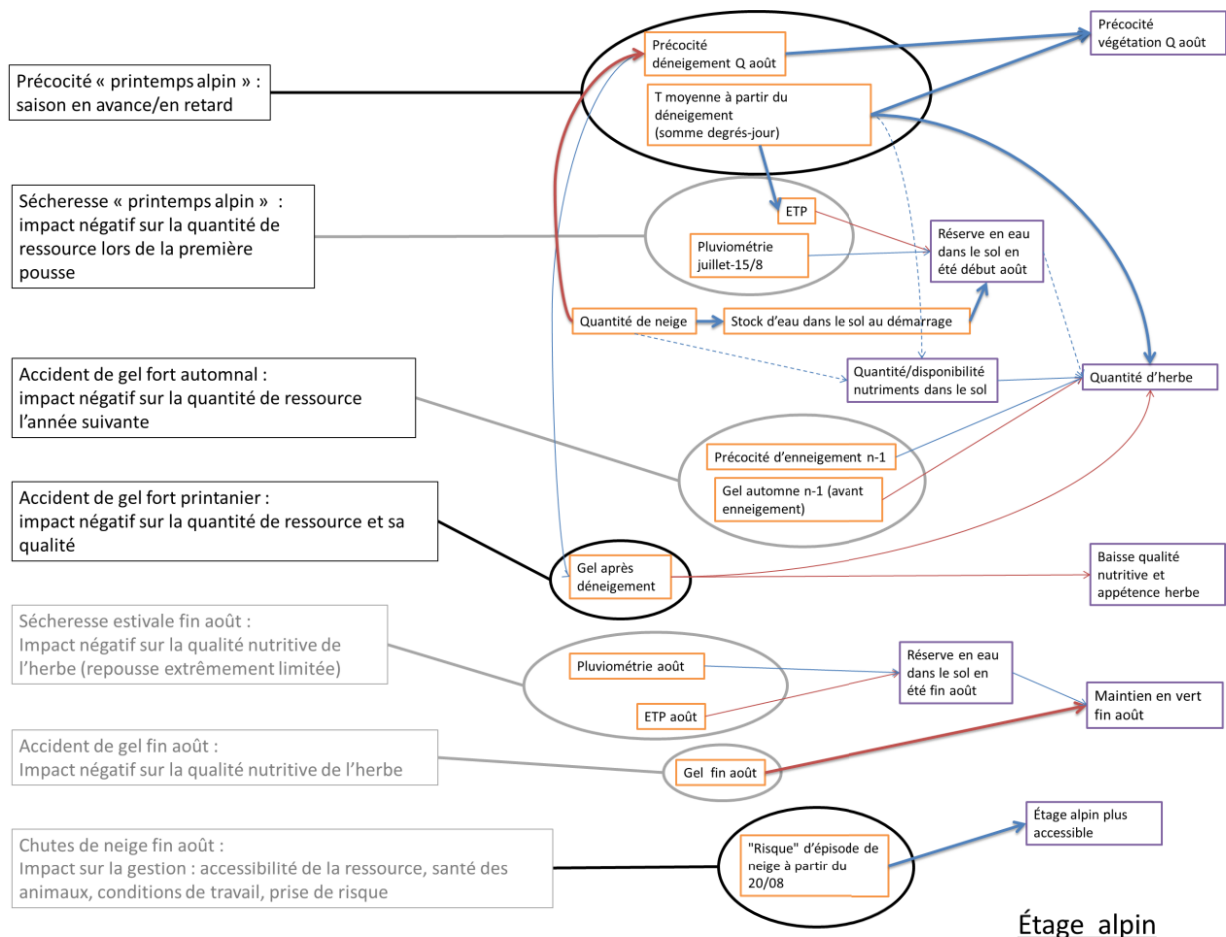 Précocité « printemps alpin » :
saison en avance/en retard
Sécheresse « printemps alpin »  :
impact négatif sur la quantité de
ressource lors de la première
pousse
Accident de gel fort automnal :
impact négatif sur la quantité de ressource
l'année suivante
Accident de gel fort printanier :
impact négatif sur la quantité de ressource et sa
qualité
Sécheresse estivale fin août :
Impact négatif sur la qualité nutritive de
l'herbe (repousse extrêmement limitée)
Accident de gel fin août :
Impact négatif sur la qualité nutritive de l'herbe
Chutes de neige fin août :
Impact sur la gestion : accessibilité de la ressource, santé des
animaux, conditions de travail, prise de risque
Précocité
déneigement Q août
T moyenne à partir du
déneigement
(somme degrés-jour)
ETP
Pluviométrie
juillet-15/8
Quantité de neige
Stock d'eau dans le sol au démarrage
Réserve en eau
dans le sol en
été début août
Quantité/disponibilité
nutriments dans le sol
Précocité d'enneigement n-1
Gel automne n-1 (avant
enneigement)
Gel après
déneigement
Pluviométrie août
ETP août
Réserve en eau
dans le sol en
été fin août
Gel  fin août
"Risque" d'épisode de
neige à partir du
20/08
Précocité
végétation Q août
Quantité d'herbe
Baisse qualité
nutritive et
appétence herbe
Maintien en vert
fin août
Étage alpin plus
accessible
Étage  alpin